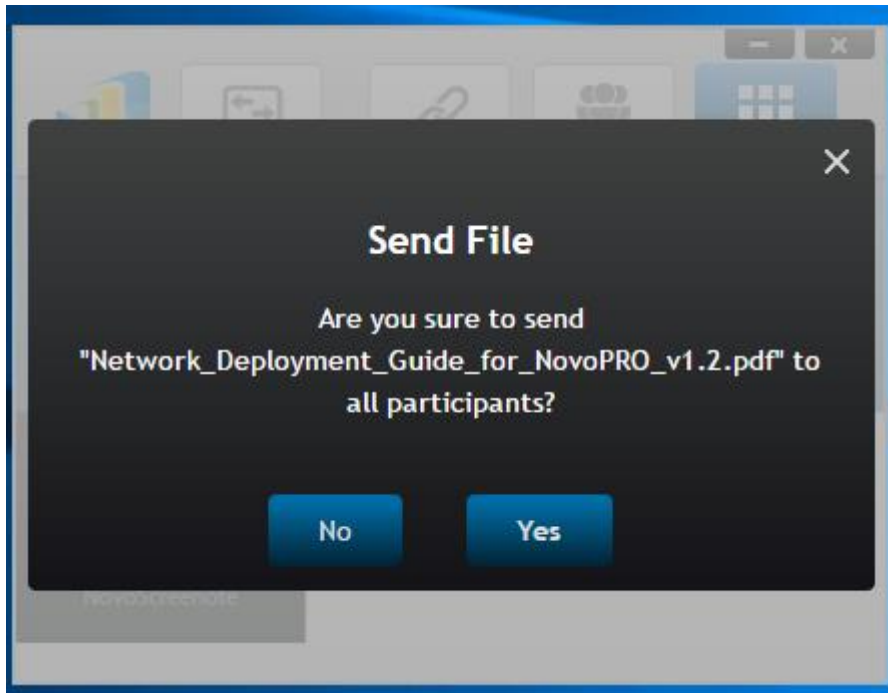 Send File
Are you sure to send
"Network_Deployment_Guide_for_NovoPRO_v1.2.pdf" to
all participants?
No
Yes